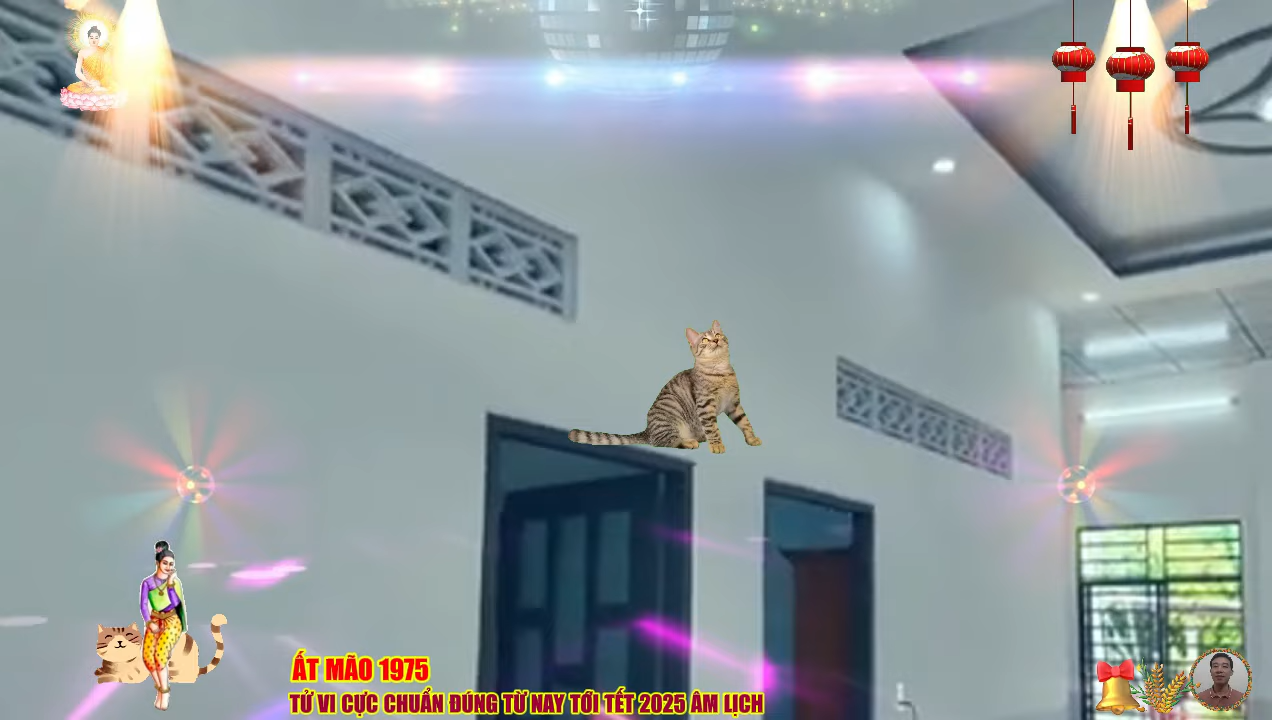 ẤT MÃO 1975
TỬ VI CỰC CHUẨN ĐÚNG TỪ NAY TỚI TẾT 2025 ÂM LỊCH